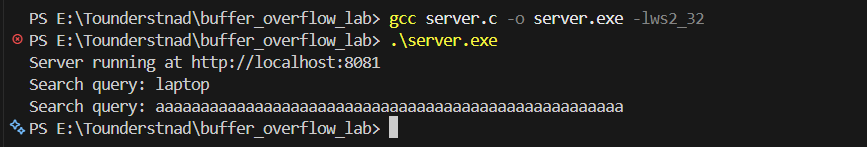 PS E:\Tounderstnad\buffer_overflow_lab> gcc server.c -o server.exe -lws2_32
PS E:\Tounderstnad\buffer_overflow_lab> .\server.exe
Server running at http://localhost:8081
Search query: laptop
Search query: aaaaaaaaaaaaaaaaaaaaaaaaaaaaaaaaaaaaaaaaaaaaaaaaaaaa
PS E:\Tounderstnad\buffer_overflow_lab>